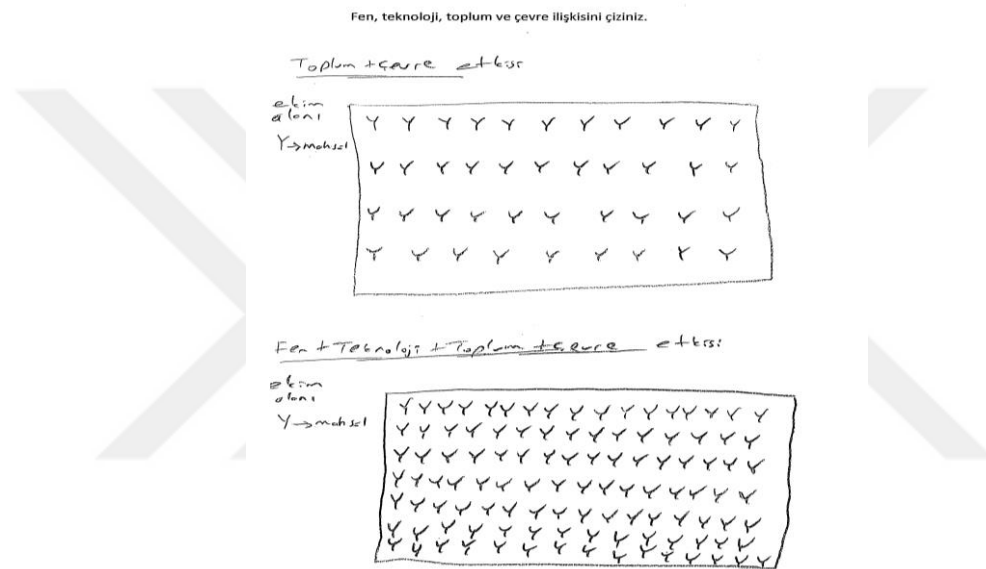 Fen, teknoloji, toplum ve çevre ilişkisini çiziniz.
Toplum + çevre etkisi
ekim
alanı
Y→mahsul
Y Y Y Y Y Y Y Y Y Y Y
Y Y Y Y Y Y Y Y Y Y Y
Y Y Y Y Y Y Y Y Y Y
Y Y Y Y Y Y Y Y Y
Fen + Teknoloji + Toplum + çevre etkisi
ekim
alanı
Y→mahsul